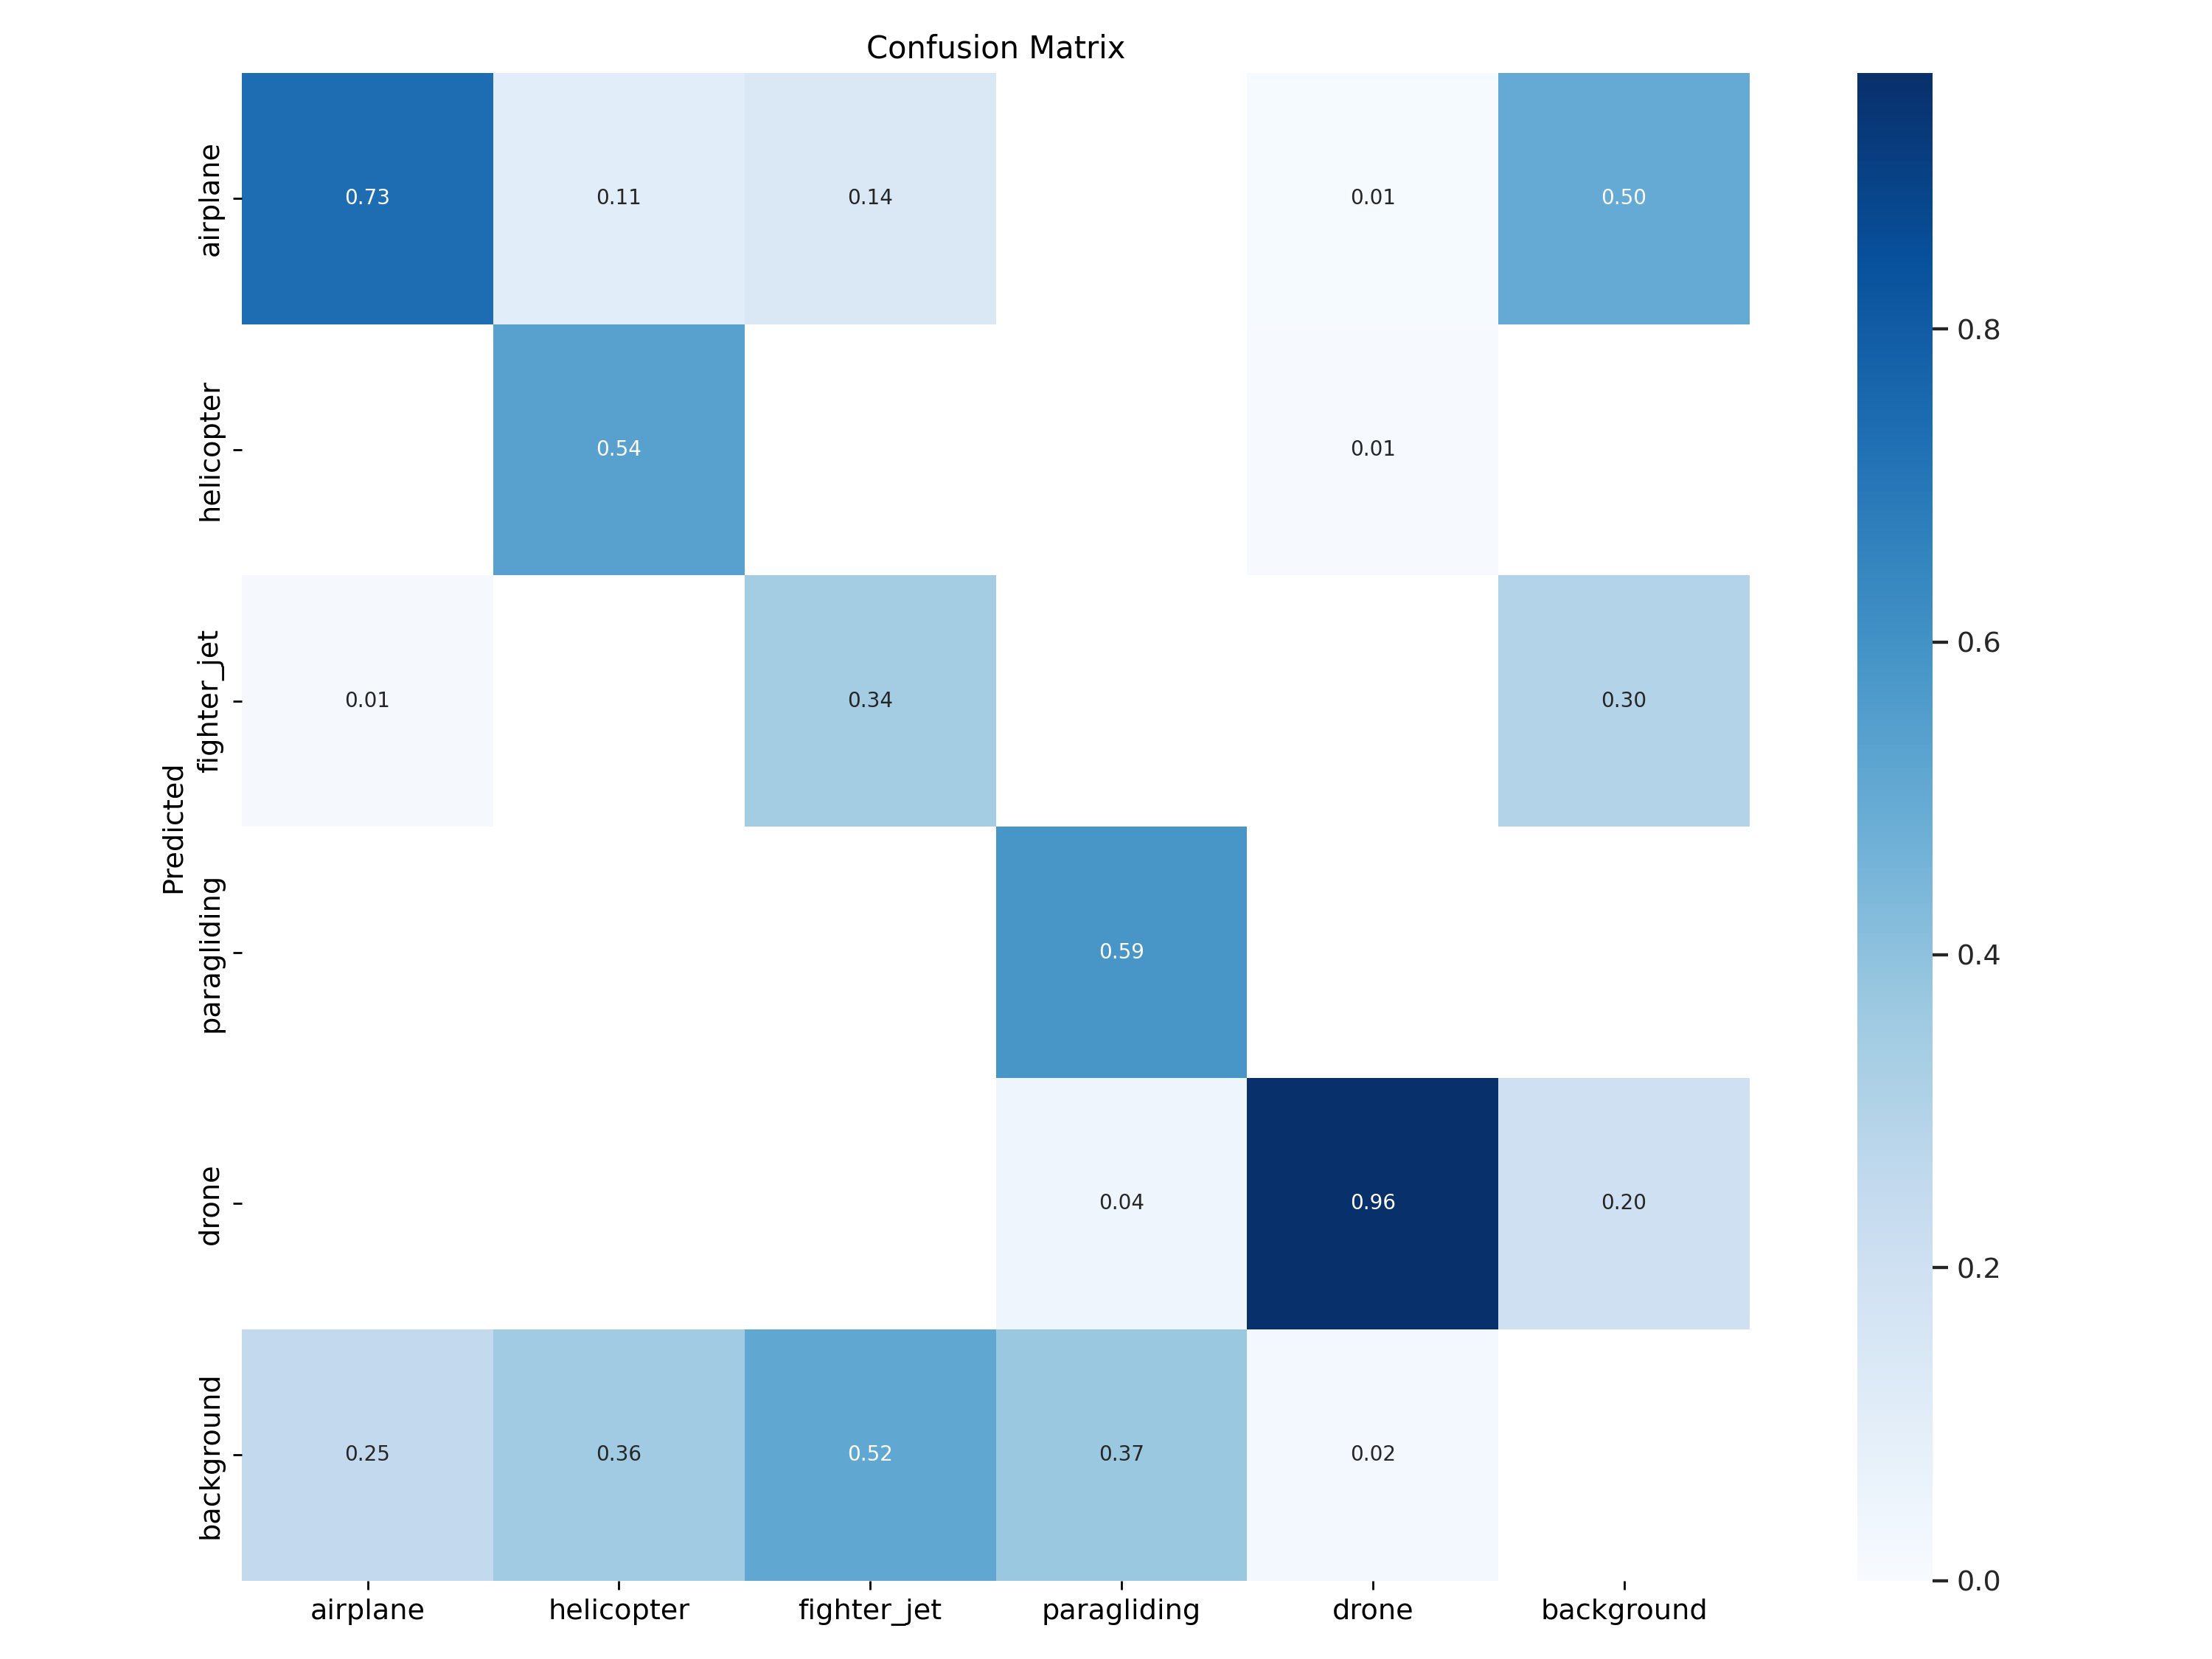 Confusion Matrix
airplane
0.73 0.11 0.14 0.01 0.50
helicopter
0.54 0.01
fighter_jet
0.01 0.34 0.30
Predicted
paragliding
0.59
drone
0.04 0.96 0.20
background
0.25 0.36 0.52 0.37 0.02
airplane helicopter fighter_jet paragliding drone background
0.8
0.6
0.4
0.2
0.0